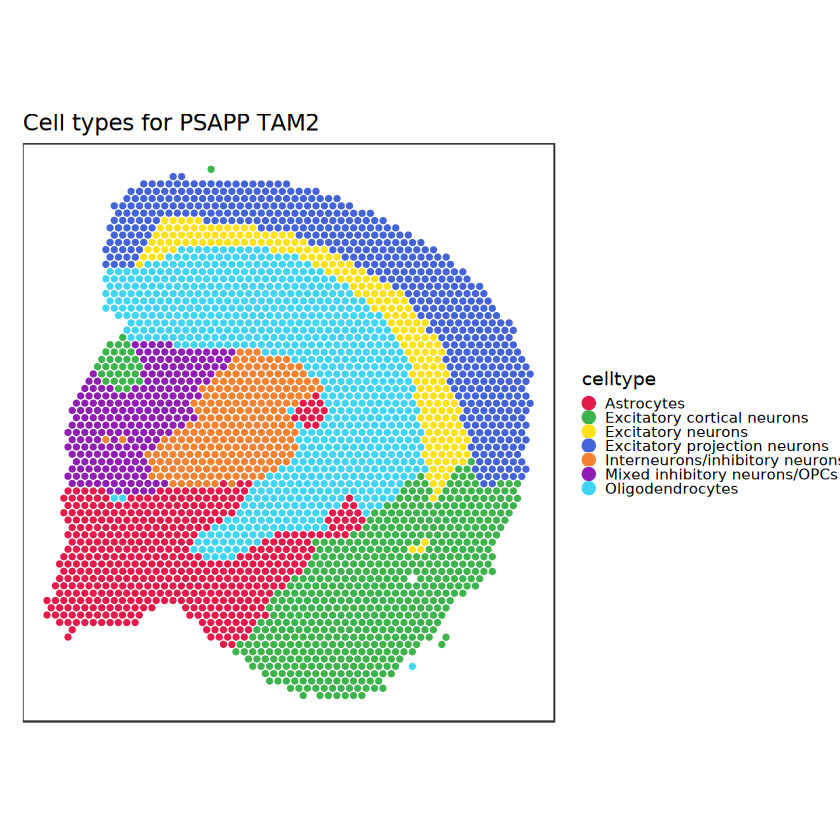 Cell types for PSAPP TAM2
celltype
Astrocytes
Excitatory cortical neurons
Excitatory neurons
Excitatory projection neurons
Interneurons/inhibitory neurons
Mixed inhibitory neurons/OPCs
Oligodendrocytes